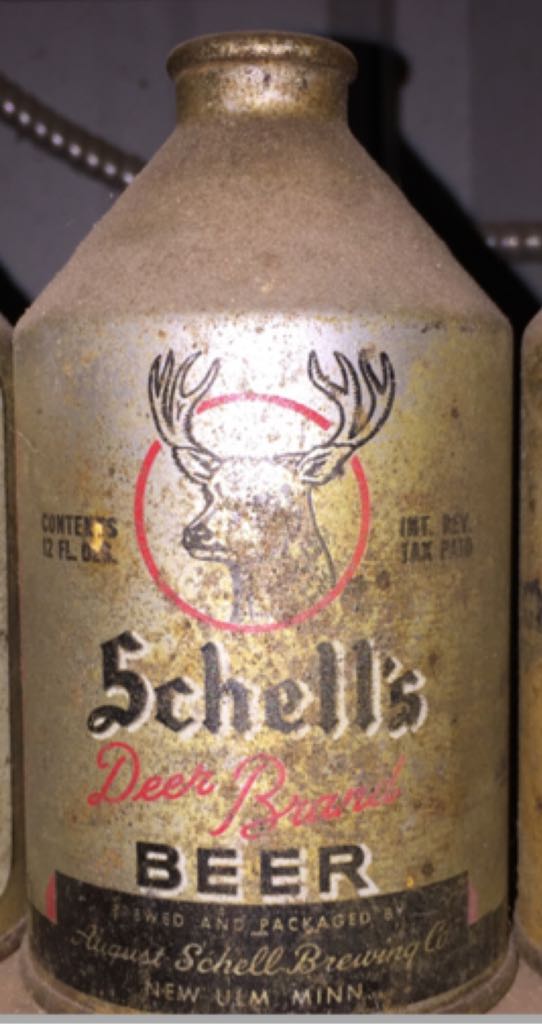 CONTENTS
12 FL. OZS.
INT. REV.
TAX PAID
Schell's
Deer Brand
BEER
BREWED AND PACKAGED BY
August Schell Brewing Co
NEW ULM MINN.